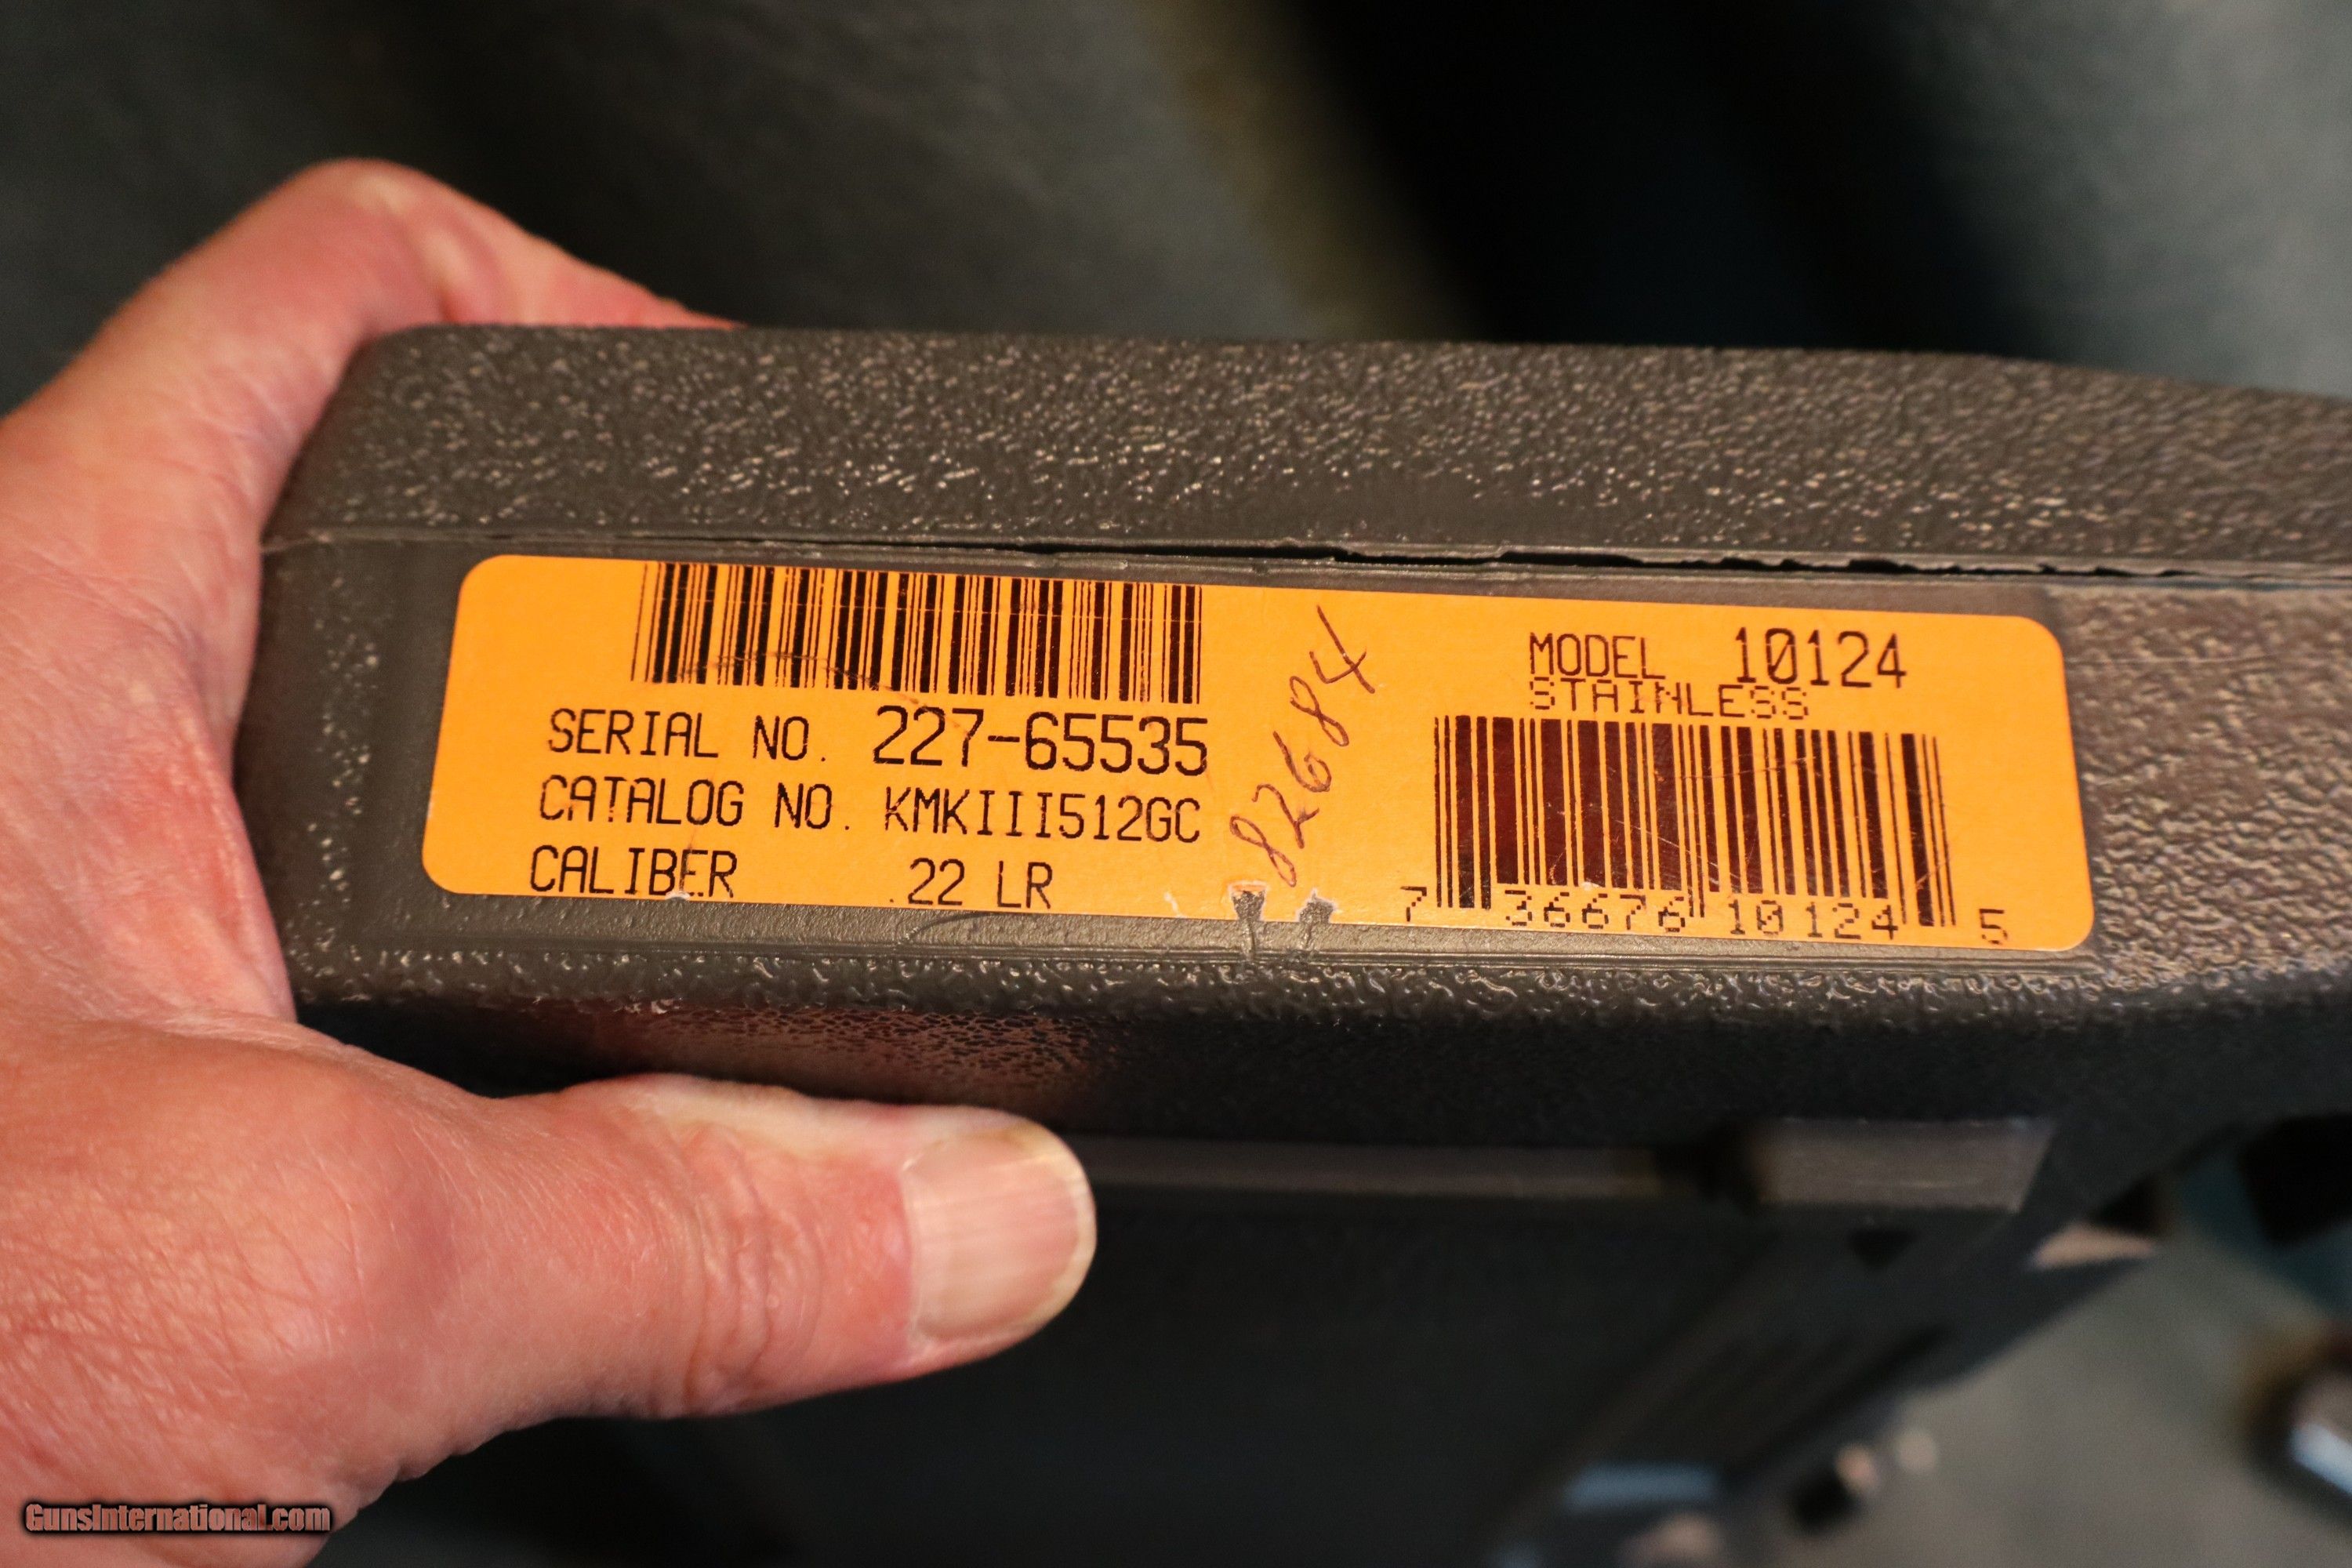 SERIAL NO. 227-65535
CATALOG NO. KMKIII512GC
CALIBER .22 LR
82684
MODEL 10124
STAINLESS
7 36676 10124 5
GunsInternational.com